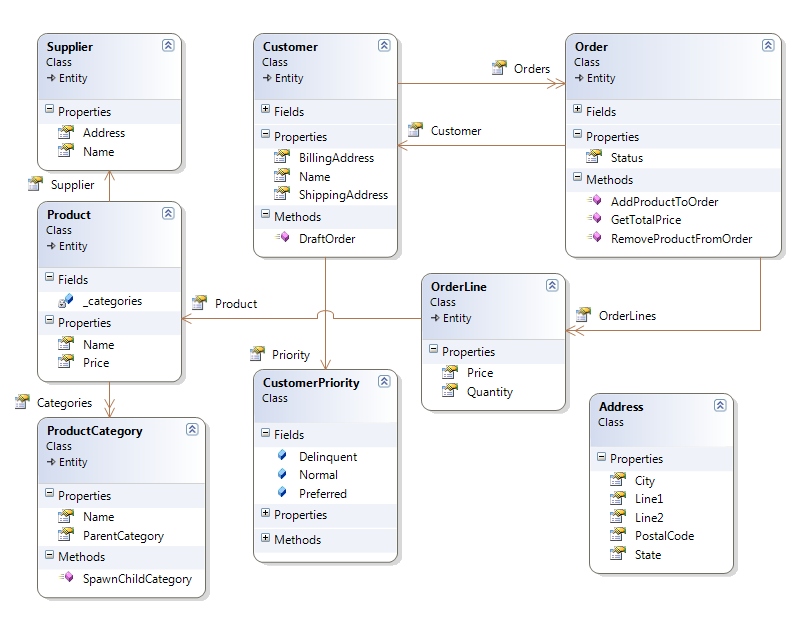 Supplier
Class
Entity
Properties
Address
Name
Supplier
Product
Class
Entity
Fields
_categories
Properties
Name
Price
Categories
ProductCategory
Class
Entity
Properties
Name
ParentCategory
Methods
SpawnChildCategory
Customer
Class
Entity
Fields
Properties
BillingAddress
Name
ShippingAddress
Methods
DraftOrder
Orders
Customer
Order
Class
Entity
Fields
Properties
Status
Methods
AddProductToOrder
GetTotalPrice
RemoveProductFromOrder
Product
OrderLine
Class
Entity
Properties
Price
Quantity
OrderLines
Priority
CustomerPriority
Class
Fields
Delinquent
Normal
Preferred
Properties
Methods
Address
Class
Properties
City
Line1
Line2
PostalCode
State